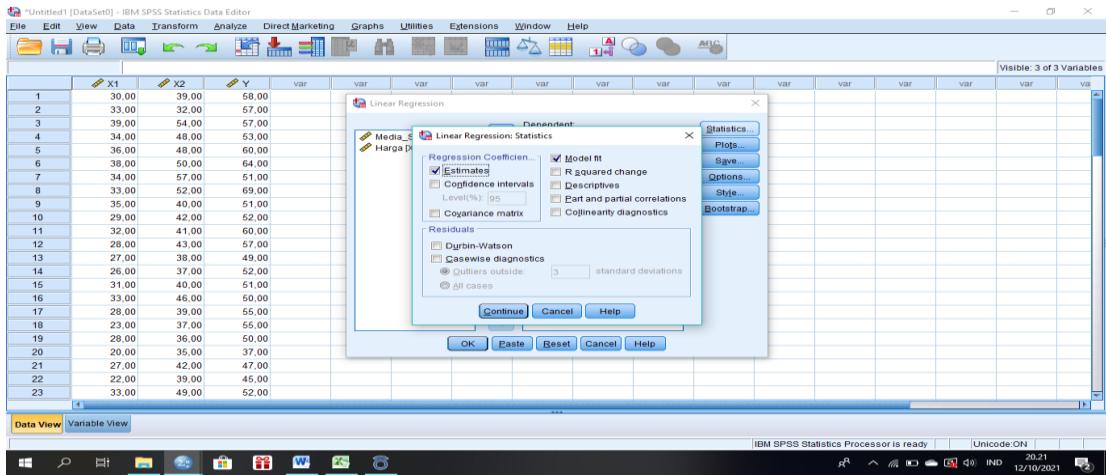 *Untitled1 [DataSet0] - IBM SPSS Statistics Data Editor
File Edit View Data Transform Analyze Direct Marketing Graphs Utilities Extensions Window Help
Visible: 3 of 3 Variables
X1 X2 Y var var var var var var var var var var var var
1 30,00 39,00 58,00
2 33,00 32,00 57,00
3 39,00 54,00 57,00
4 34,00 48,00 53,00
5 36,00 48,00 60,00
6 38,00 50,00 64,00
7 34,00 57,00 51,00
8 33,00 52,00 69,00
9 35,00 40,00 51,00
10 29,00 42,00 52,00
11 32,00 41,00 60,00
12 28,00 43,00 57,00
13 27,00 38,00 49,00
14 26,00 37,00 52,00
15 31,00 40,00 51,00
16 33,00 46,00 50,00
17 28,00 39,00 55,00
18 23,00 37,00 55,00
19 28,00 36,00 50,00
20 20,00 35,00 37,00
21 27,00 42,00 47,00
22 22,00 39,00 45,00
23 33,00 49,00 52,00
Linear Regression
Dependent:
Media_S
Harga
Statistics...
Plots...
Save...
Options...
Style...
Bootstrap...
Linear Regression: Statistics
Regression Coefficien...
Estimates
Confidence intervals
Level(%): 95
Covariance matrix
Model fit
R squared change
Descriptives
Part and partial correlations
Collinearity diagnostics
Residuals
Durbin-Watson
Casewise diagnostics
Outliers outside: 3 standard deviations
All cases
Continue Cancel Help
OK Paste Reset Cancel Help
Data View Variable View
IBM SPSS Statistics Processor is ready Unicode:ON
IND
20.21
12/10/2021